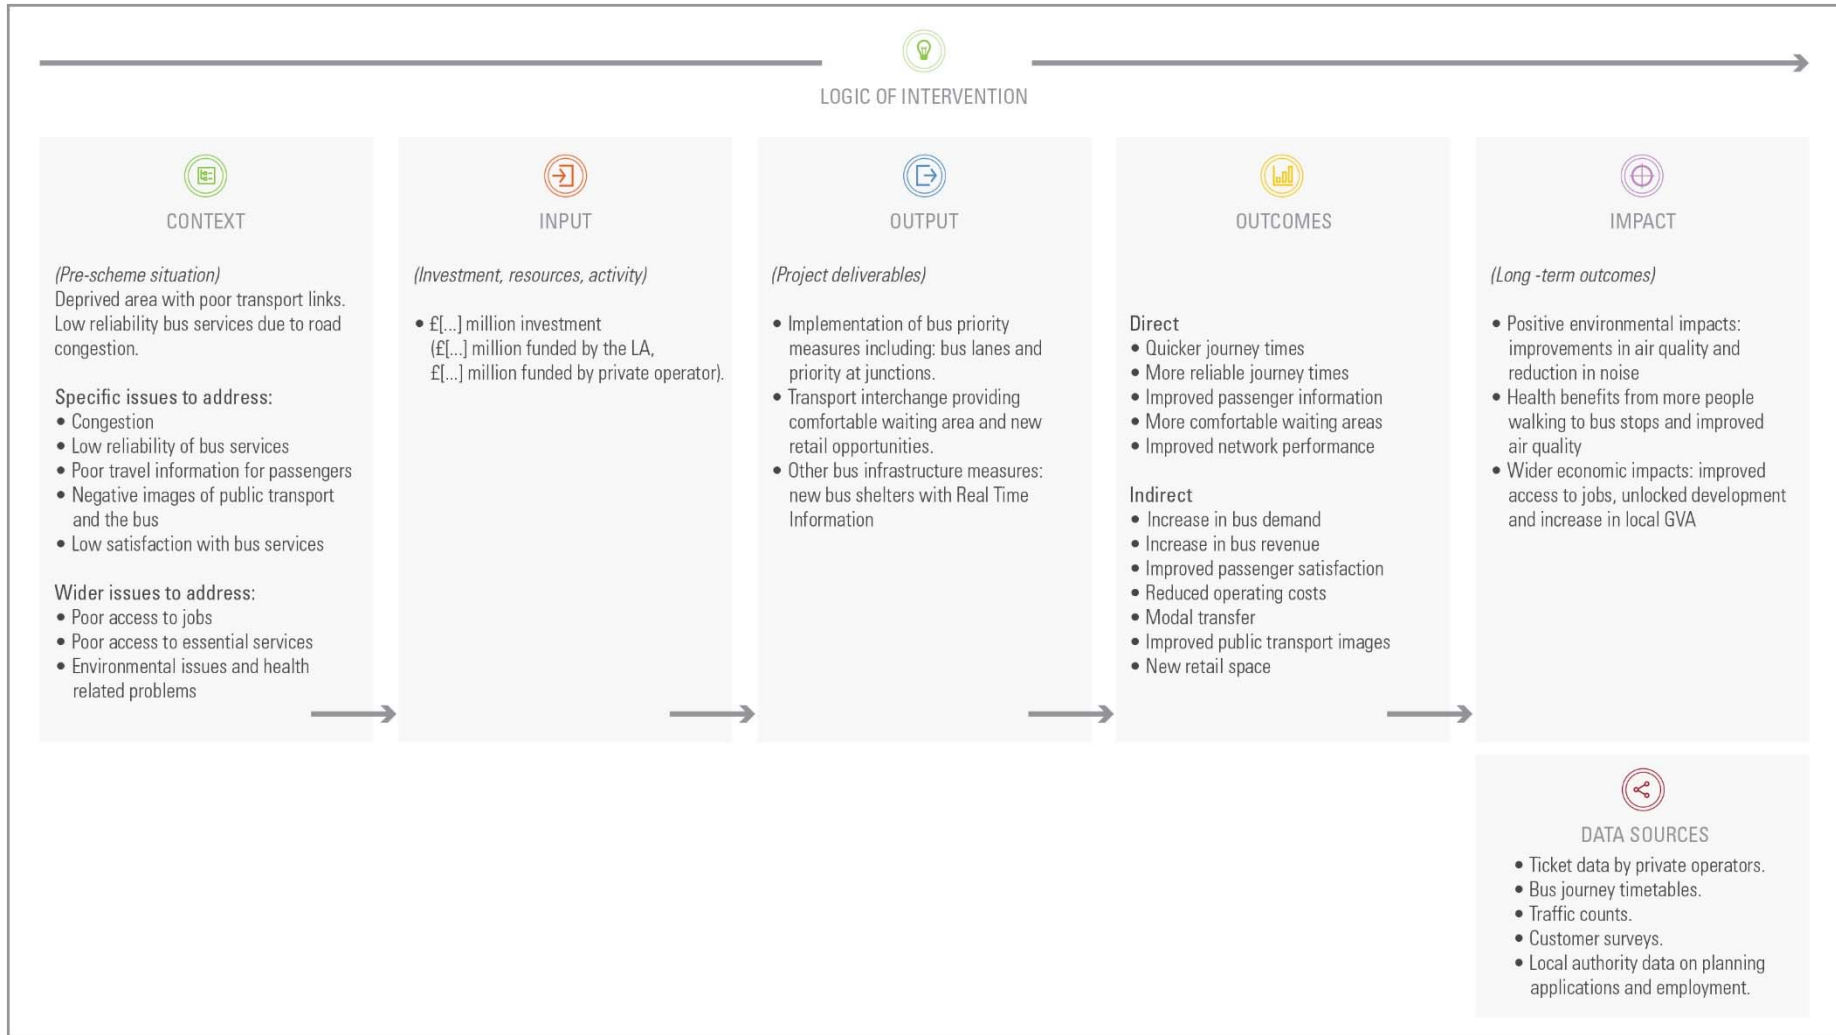 LOGIC OF INTERVENTION
CONTEXT
(Pre-scheme situation)
Deprived area with poor transport links.
Low reliability bus services due to road
congestion.
Specific issues to address:
• Congestion
• Low reliability of bus services
• Poor travel information for passengers
• Negative images of public transport
and the bus
• Low satisfaction with bus services
Wider issues to address:
• Poor access to jobs
• Poor access to essential services
• Environmental issues and health
related problems
INPUT
(Investment, resources, activity)
• £[...] million investment
(£[...] million funded by the LA,
£[...] million funded by private operator).
OUTPUT
(Project deliverables)
• Implementation of bus priority
measures including: bus lanes and
priority at junctions.
• Transport interchange providing
comfortable waiting area and new
retail opportunities.
• Other bus infrastructure measures:
new bus shelters with Real Time
Information
OUTCOMES
Direct
• Quicker journey times
• More reliable journey times
• Improved passenger information
• More comfortable waiting areas
• Improved network performance
Indirect
• Increase in bus demand
• Increase in bus revenue
• Improved passenger satisfaction
• Reduced operating costs
• Modal transfer
• Improved public transport images
• New retail space
IMPACT
(Long -term outcomes)
• Positive environmental impacts:
improvements in air quality and
reduction in noise
• Health benefits from more people
walking to bus stops and improved
air quality
• Wider economic impacts: improved
access to jobs, unlocked development
and increase in local GVA
DATA SOURCES
• Ticket data by private operators.
• Bus journey timetables.
• Traffic counts.
• Customer surveys.
• Local authority data on planning
applications and employment.